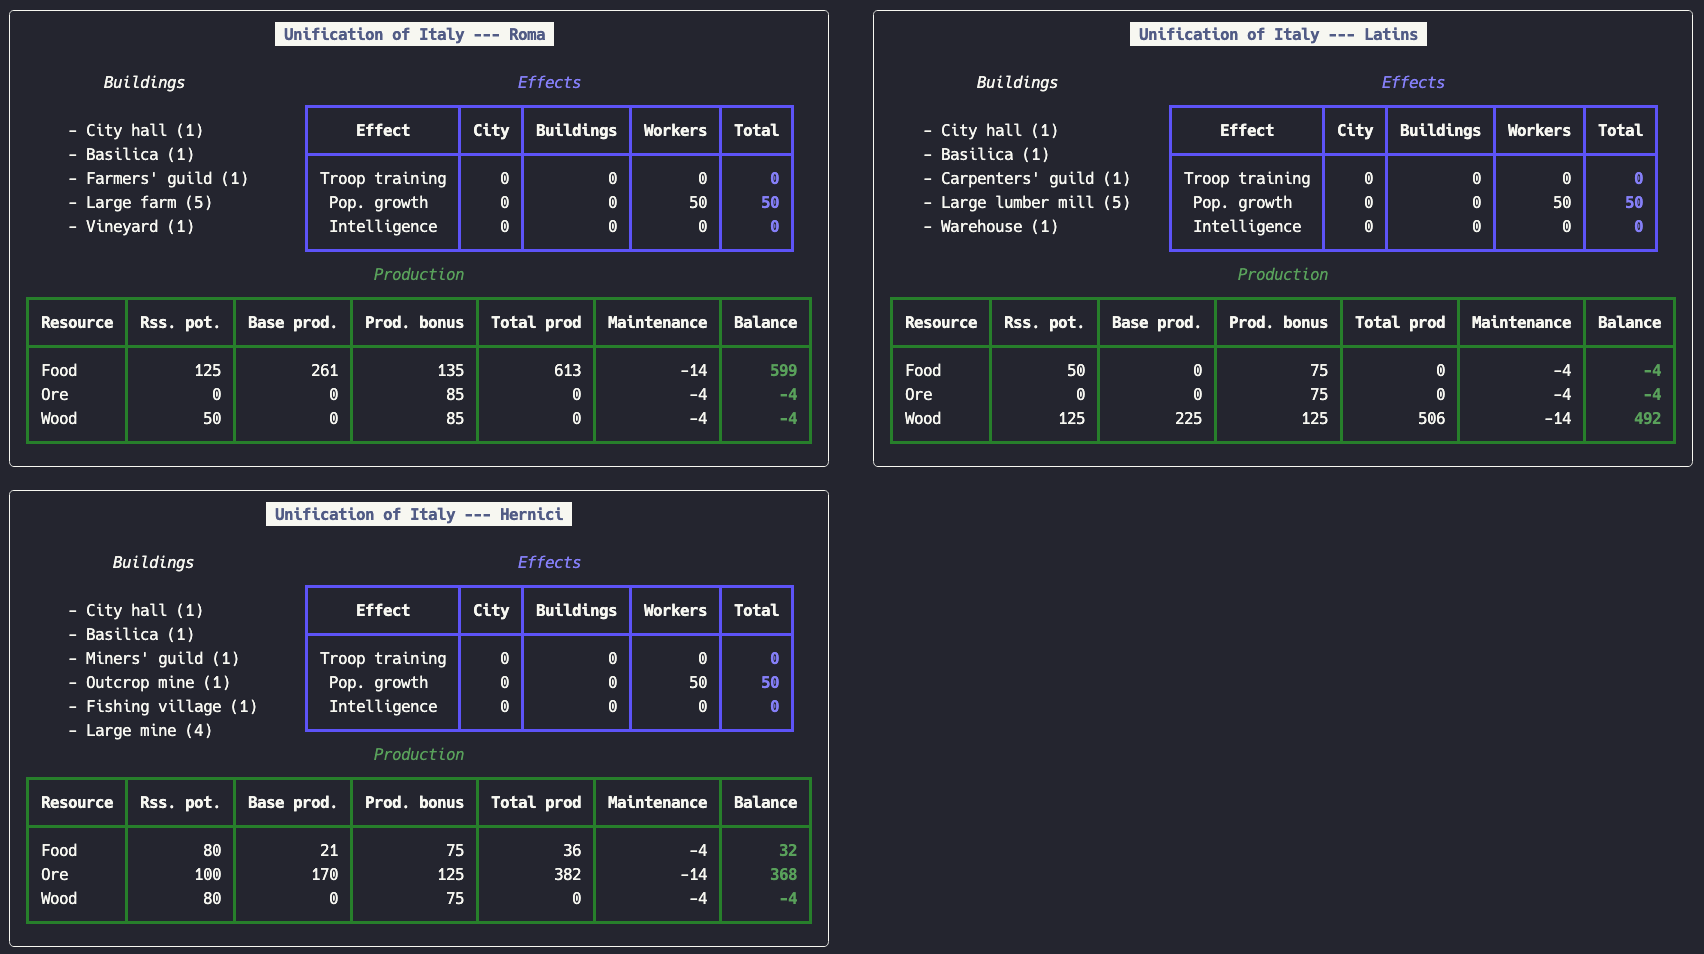 Unification of Italy --- Roma
Buildings
- City hall (1)
- Basilica (1)
- Farmers' guild (1)
- Large farm (5)
- Vineyard (1)
Effects
Effect City Buildings Workers Total
Troop training 0 0 0 0
Pop. growth 0 0 50 50
Intelligence 0 0 0 0
Production
Resource Rss. pot. Base prod. Prod. bonus Total prod Maintenance Balance
Food 125 261 135 613 -14 599
Ore 0 0 85 0 -4 -4
Wood 50 0 85 0 -4 -4
Unification of Italy --- Latins
Buildings
- City hall (1)
- Basilica (1)
- Carpenters' guild (1)
- Large lumber mill (5)
- Warehouse (1)
Effects
Effect City Buildings Workers Total
Troop training 0 0 0 0
Pop. growth 0 0 50 50
Intelligence 0 0 0 0
Production
Resource Rss. pot. Base prod. Prod. bonus Total prod Maintenance Balance
Food 50 0 75 0 -4 -4
Ore 0 0 75 0 -4 -4
Wood 125 225 125 506 -14 492
Unification of Italy --- Hernici
Buildings
- City hall (1)
- Basilica (1)
- Miners' guild (1)
- Outcrop mine (1)
- Fishing village (1)
- Large mine (4)
Effects
Effect City Buildings Workers Total
Troop training 0 0 0 0
Pop. growth 0 0 50 50
Intelligence 0 0 0 0
Production
Resource Rss. pot. Base prod. Prod. bonus Total prod Maintenance Balance
Food 80 21 75 36 -4 32
Ore 100 170 125 382 -14 368
Wood 80 0 75 0 -4 -4